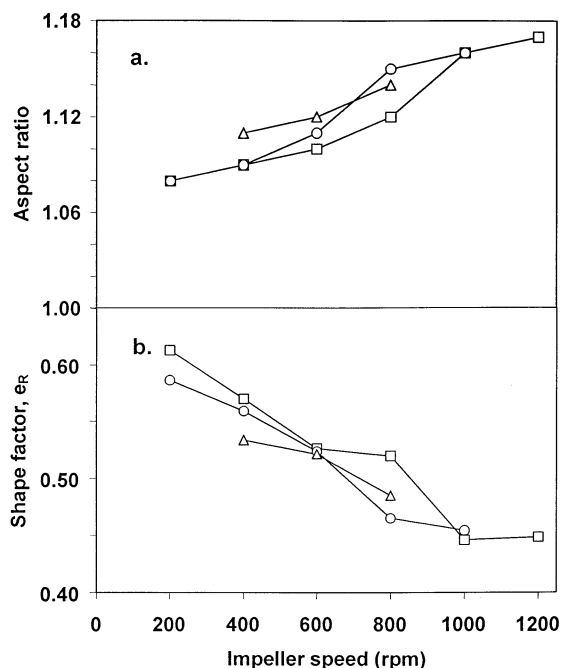 1.18
a.
1.12
Aspect ratio
1.06
1.00
b.
0.60
Shape factor, eR
0.50
0.40
0 200 400 600 800 1000 1200
Impeller speed (rpm)